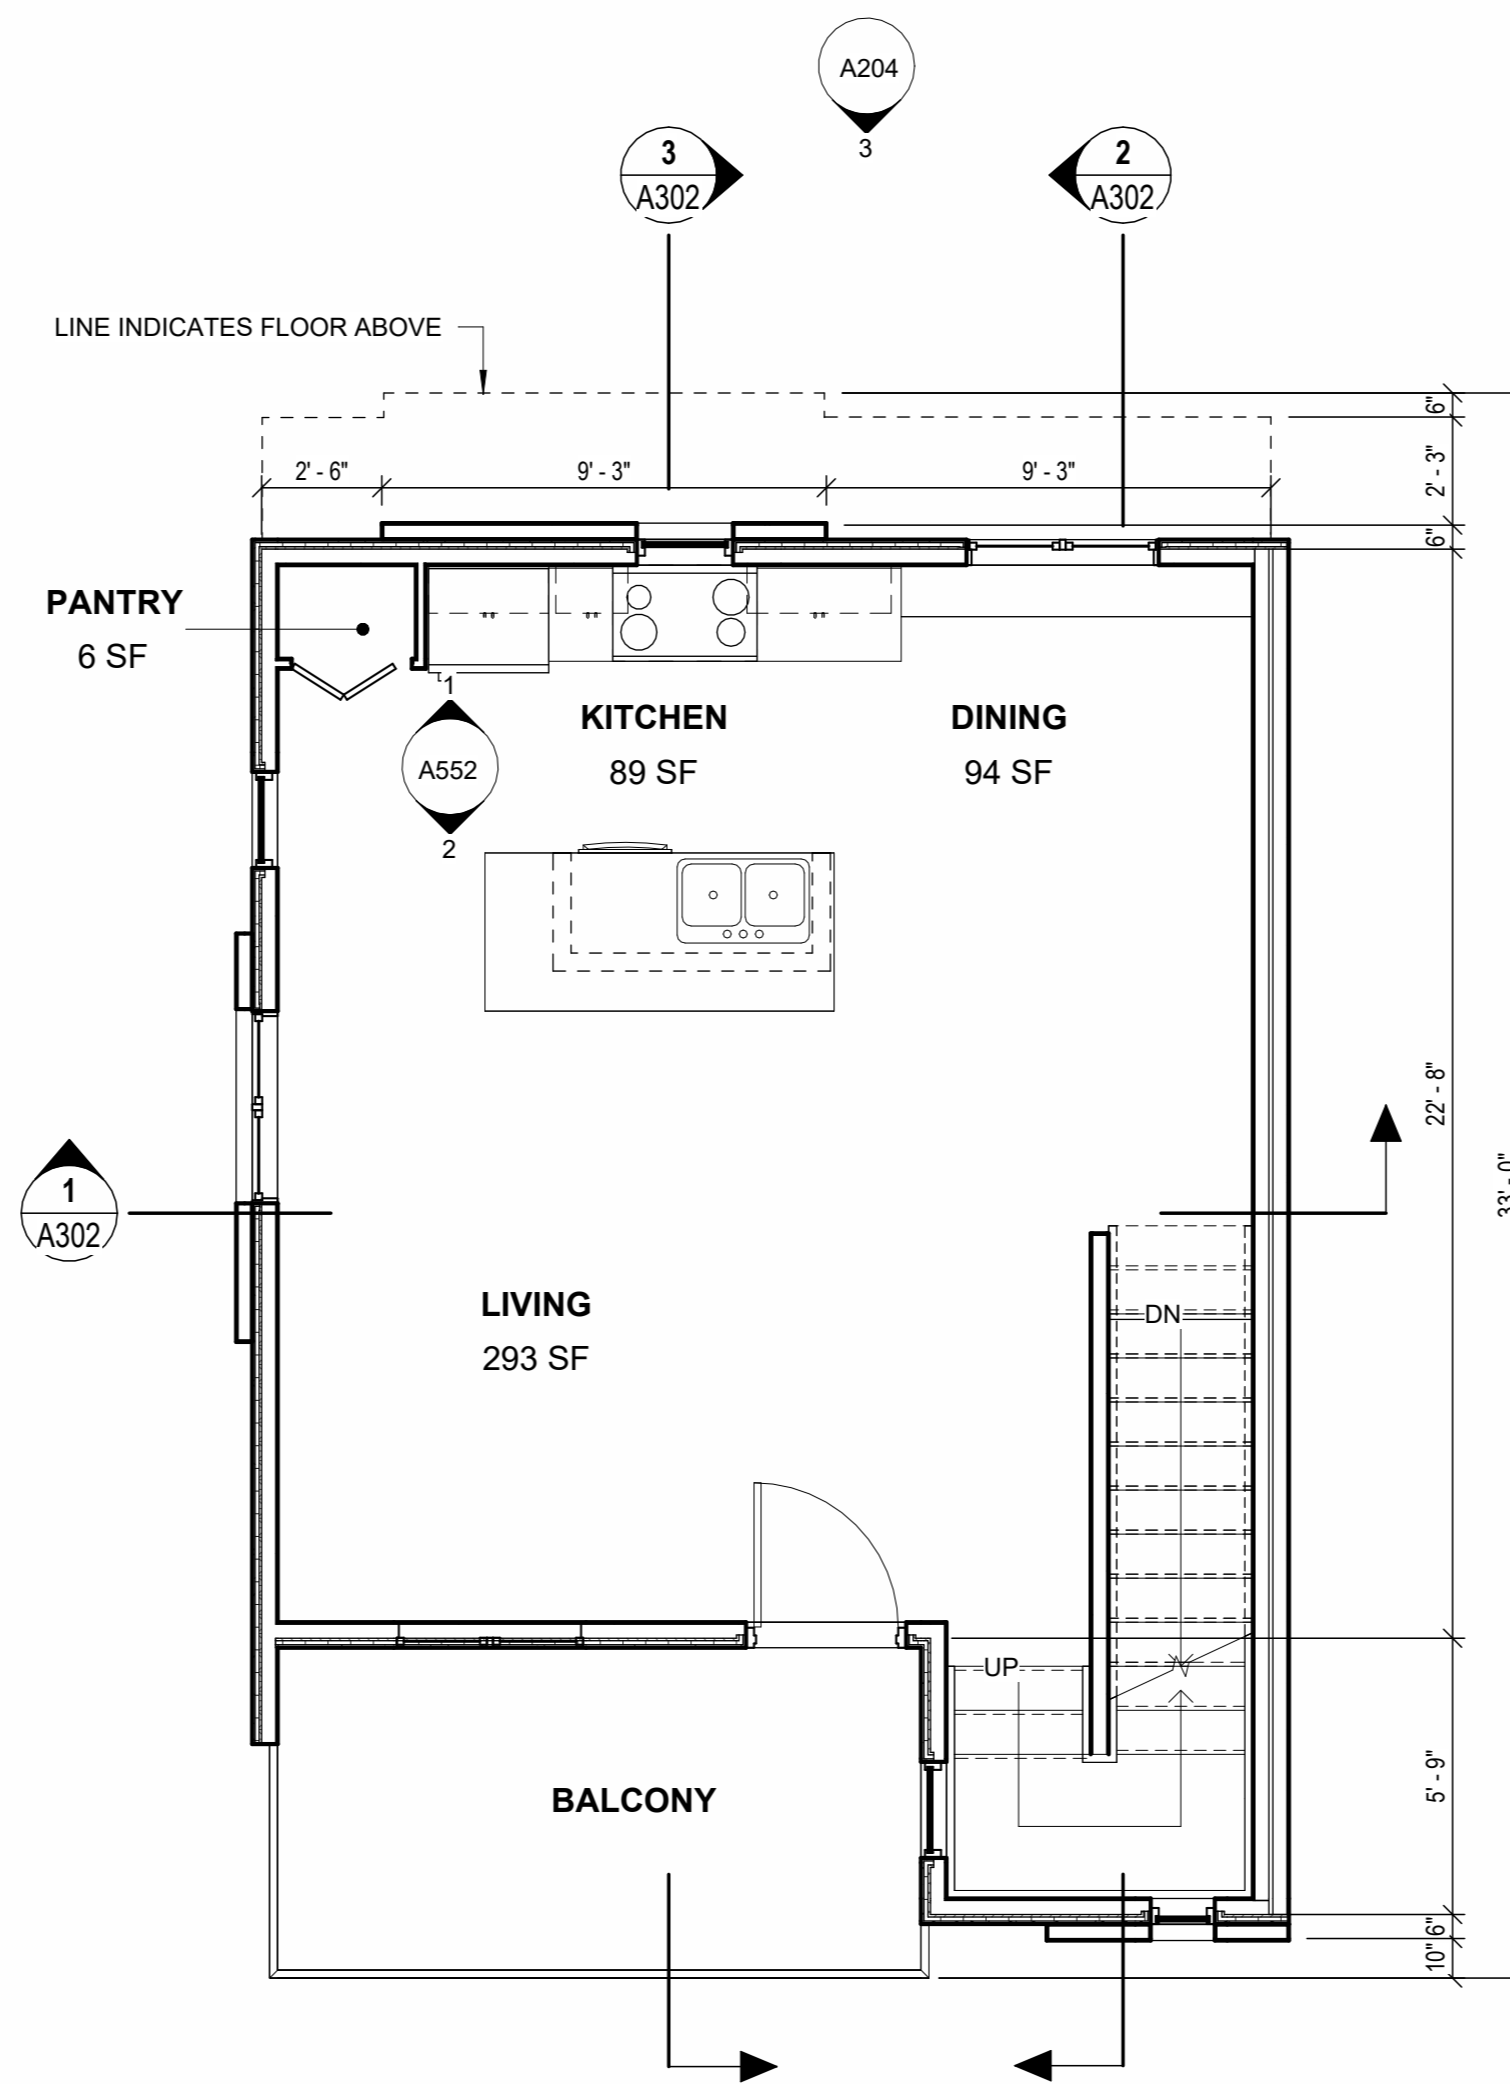 A204
3
3
A302
2
A302
LINE INDICATES FLOOR ABOVE
6"
2' - 6"
9' - 3"
9' - 3"
2' - 3"
6"
PANTRY
6 SF
1
A552
2
KITCHEN
89 SF
DINING
94 SF
22' - 8"
33' - 0"
1
A302
LIVING
293 SF
DN
UP
BALCONY
5' - 9"
6"
10"